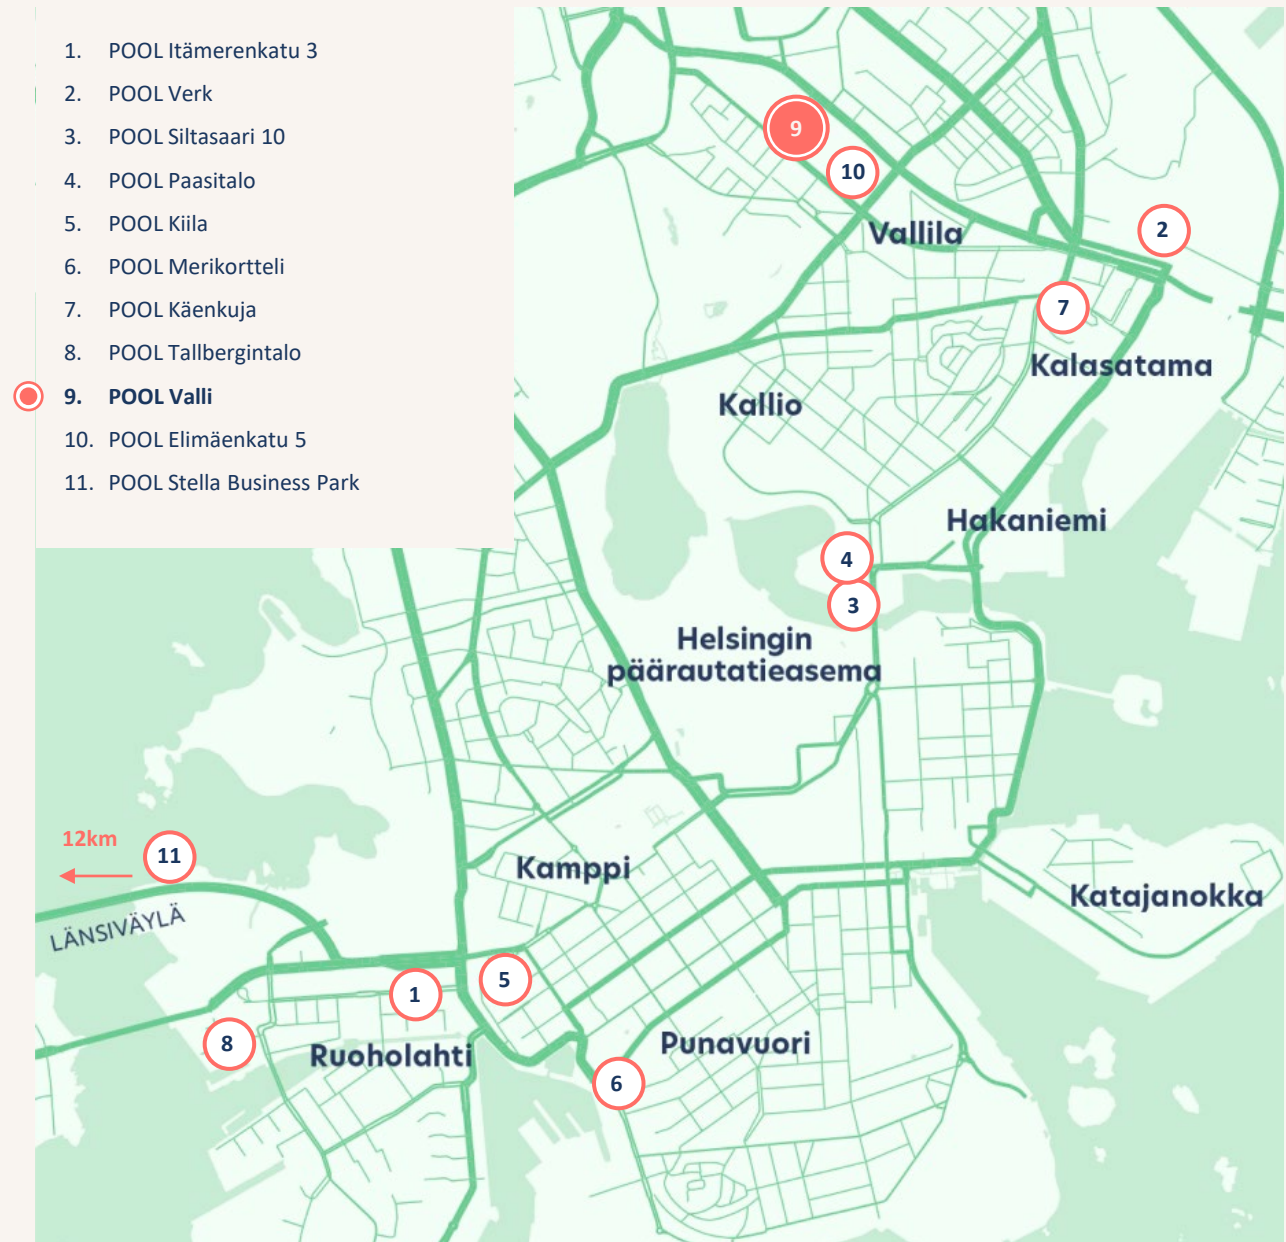 1. POOL Itämerenkatu 3
2. POOL Verk
3. POOL Siltasaari 10
4. POOL Paasitalo
5. POOL Kiila
6. POOL Merikortteli
7. POOL Käenkuja
8. POOL Tallbergintalo
9. POOL Valli
10. POOL Elimäenkatu 5
11. POOL Stella Business Park
9
10
Vallila
2
7
Kalasatama
Kallio
Hakaniemi
4
3
Helsingin
päärautatieasema
12km
11
LÄNSIVÄYLÄ
Kamppi
Katajanokka
5
1
8
Ruoholahti
Punavuori
6